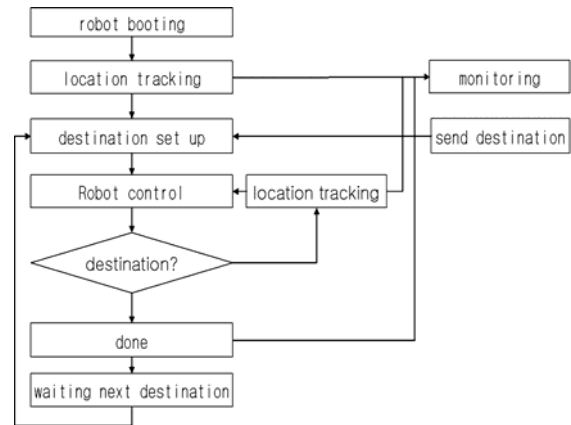 robot booting
location tracking
monitoring
destination set up
send destination
Robot control
location tracking
destination?
done
waiting next destination